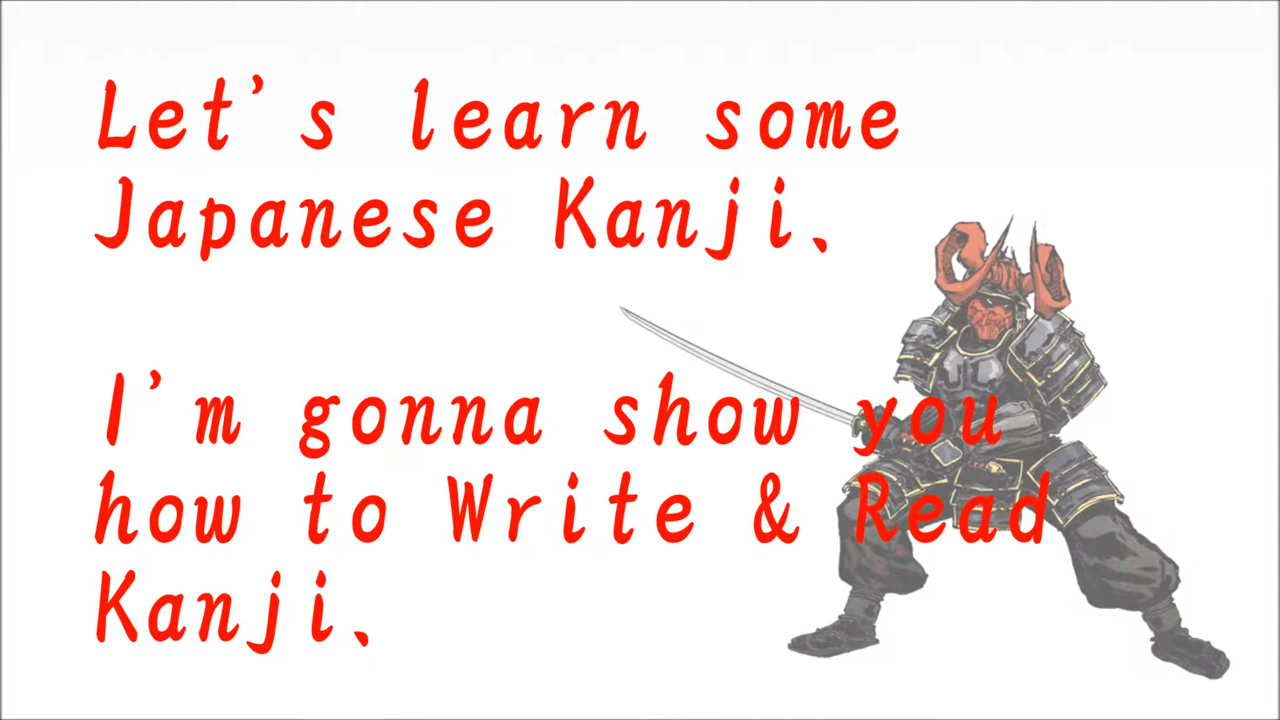 Let's learn some
Japanese Kanji、
I'm gonna show you
how to Write & Read
Kanji、